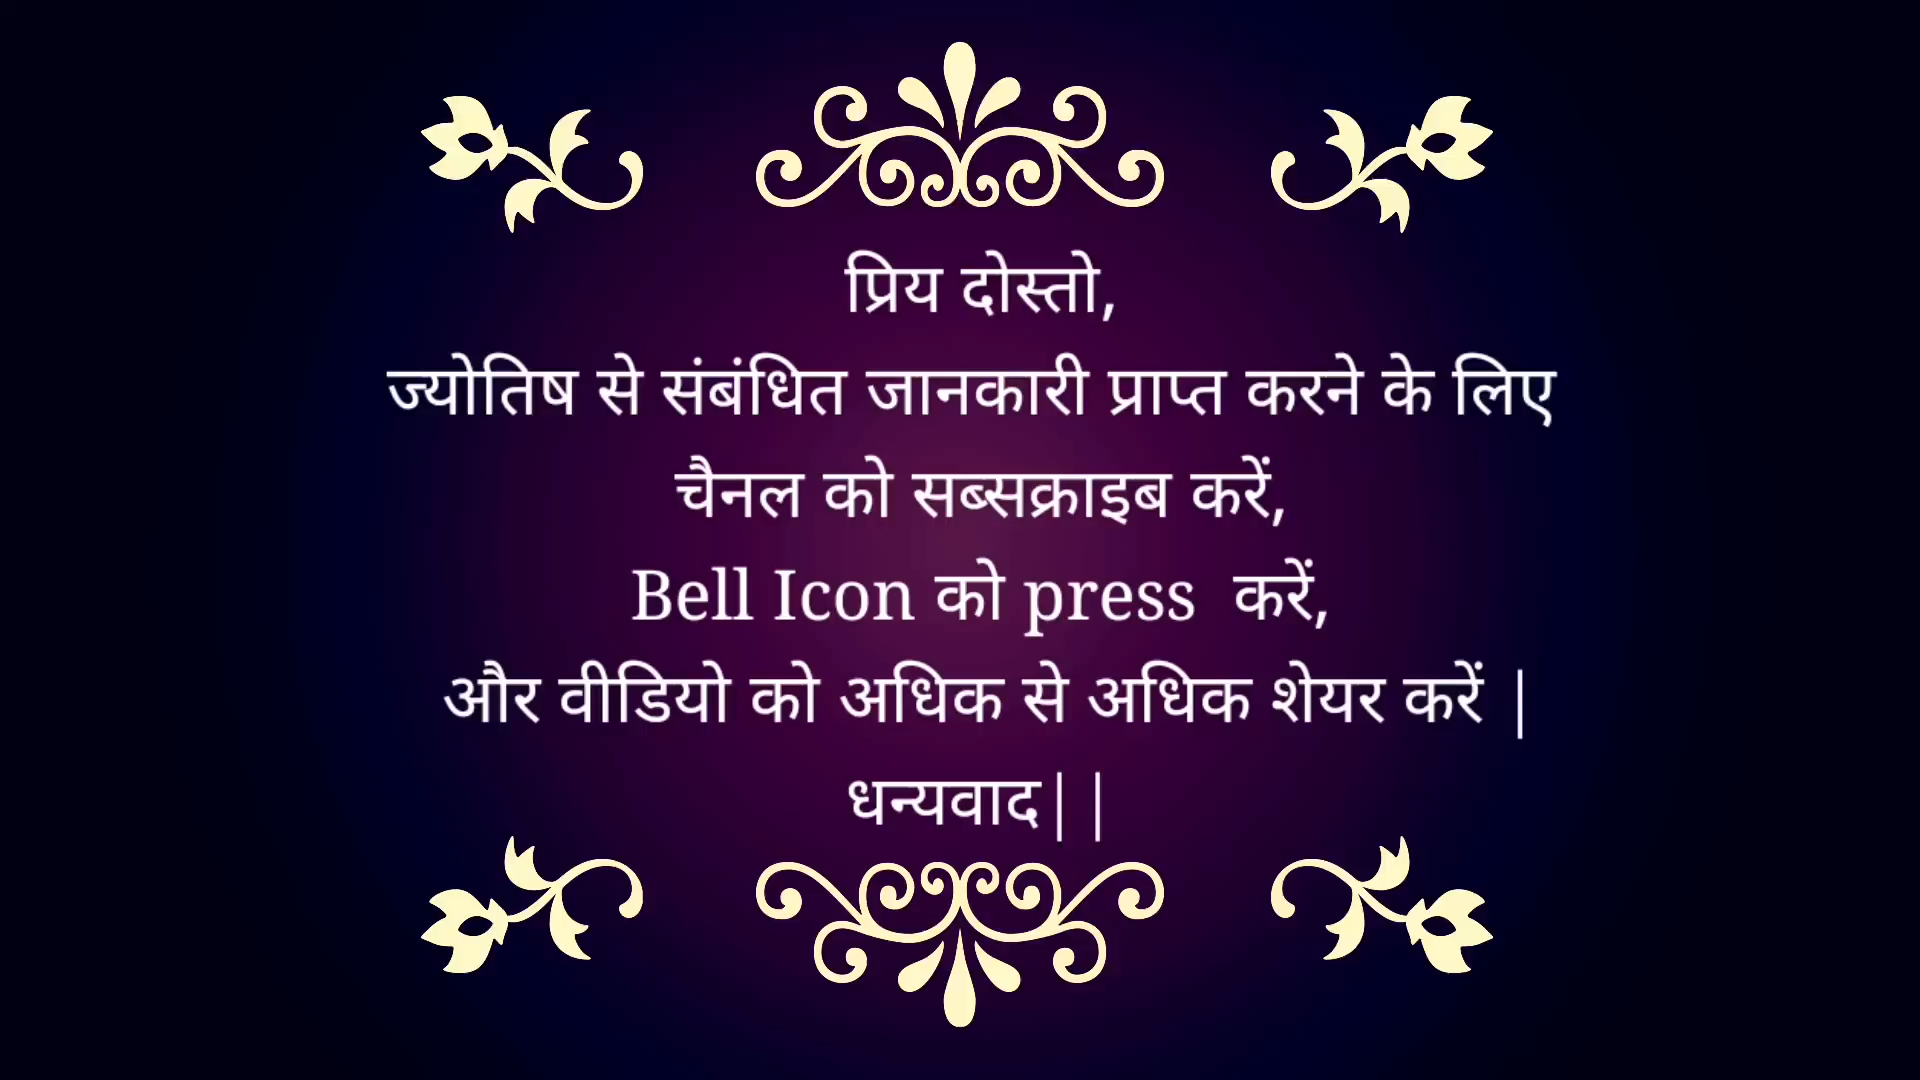 प्रिय दोस्तो,
ज्योतिष से संबंधित जानकारी प्राप्त करने के लिए
चैनल को सब्सक्राइब करें,
Bell Icon को press  करें,
और वीडियो को अधिक से अधिक शेयर करें |
धन्यवाद||